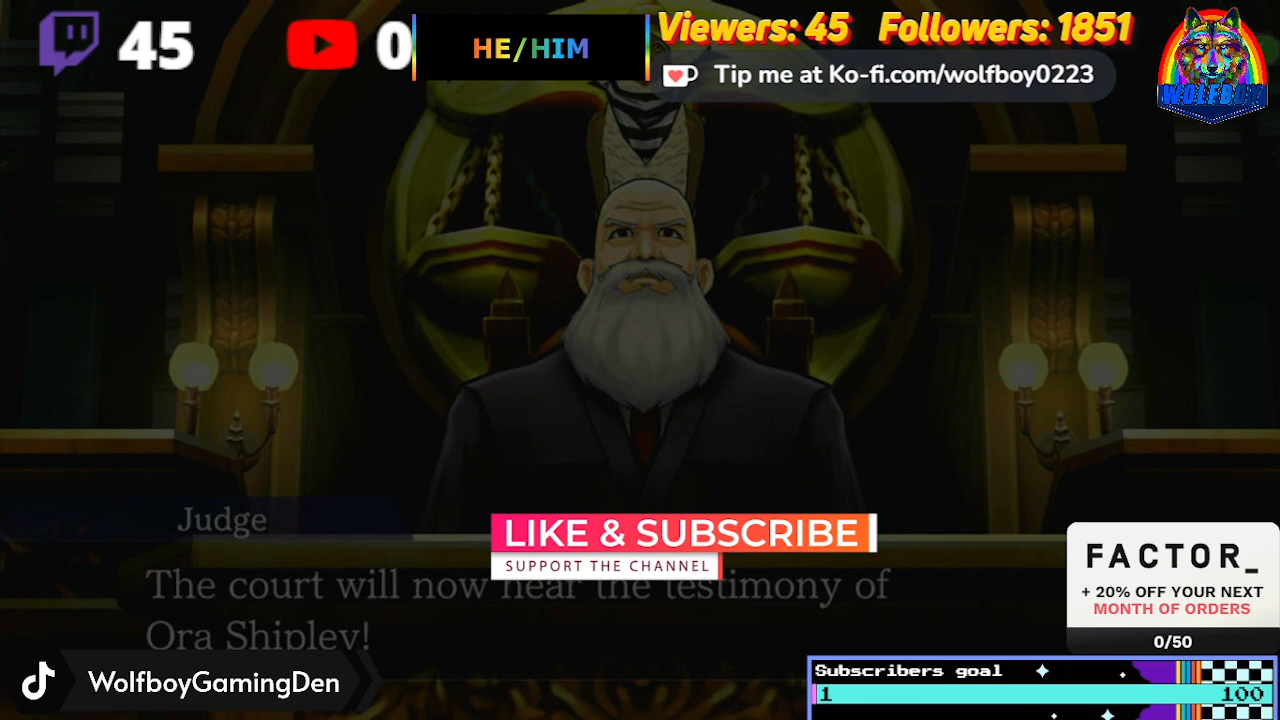 45
0
HE/HIM
Viewers: 45 Followers: 1851
Tip me at Ko-fi.com/wolfboy0223
WOLFBOY
Judge
LIKE & SUBSCRIBE
SUPPORT THE CHANNEL
The court will now hear the testimony of
Ora Shipley!
FACTOR_
+ 20% OFF YOUR NEXT
MONTH OF ORDERS
0/50
WolfboyGamingDen
Subscribers goal
1 100